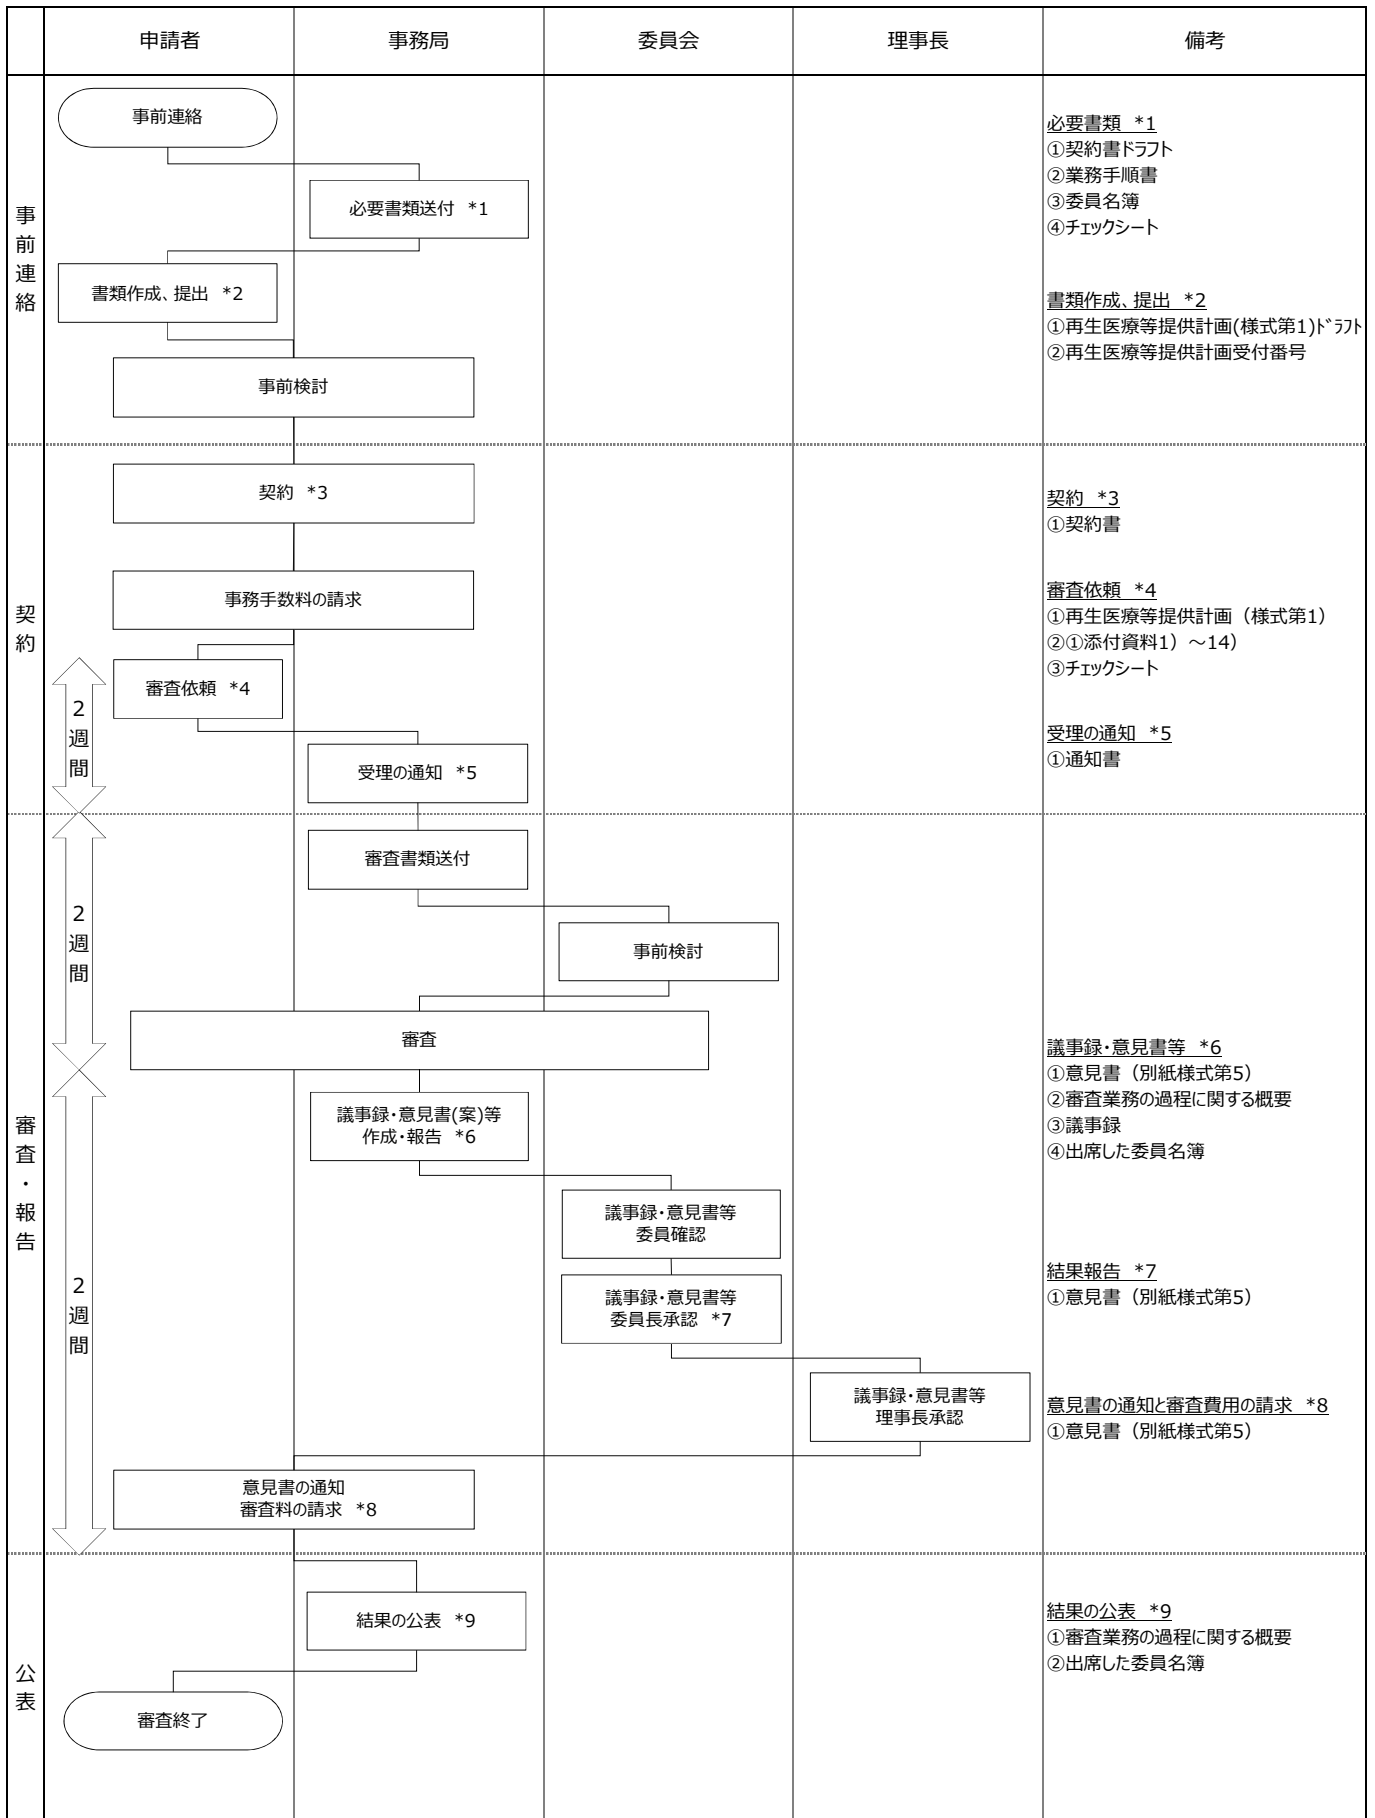 申請者
事務局
委員会
理事長
備考
事前連絡
事前連絡
必要書類送付 *1
書類作成、提出 *2
事前検討
必要書類 *1
①契約書ドラフト
②業務手順書
③委員名簿
④チェックシート
書類作成、提出 *2
①再生医療等提供計画(様式第1)ﾄﾞﾗﾌﾄ
②再生医療等提供計画受付番号
契約
契約 *3
事務手数料の請求
審査依頼 *4
受理の通知 *5
2週間
契約 *3
①契約書
審査依頼 *4
①再生医療等提供計画（様式第1）
②①添付資料1）～14）
③チェックシート
受理の通知 *5
①通知書
審査・報告
2週間
審査書類送付
事前検討
審査
2週間
議事録・意見書(案)等
作成・報告 *6
議事録・意見書等
委員確認
議事録・意見書等
委員長承認 *7
議事録・意見書等
理事長承認
意見書の通知
審査料の請求 *8
議事録・意見書等 *6
①意見書（別紙様式第5）
②審査業務の過程に関する概要
③議事録
④出席した委員名簿
結果報告 *7
①意見書（別紙様式第5）
意見書の通知と審査費用の請求 *8
①意見書（別紙様式第5）
公表
結果の公表 *9
審査終了
結果の公表 *9
①審査業務の過程に関する概要
②出席した委員名簿